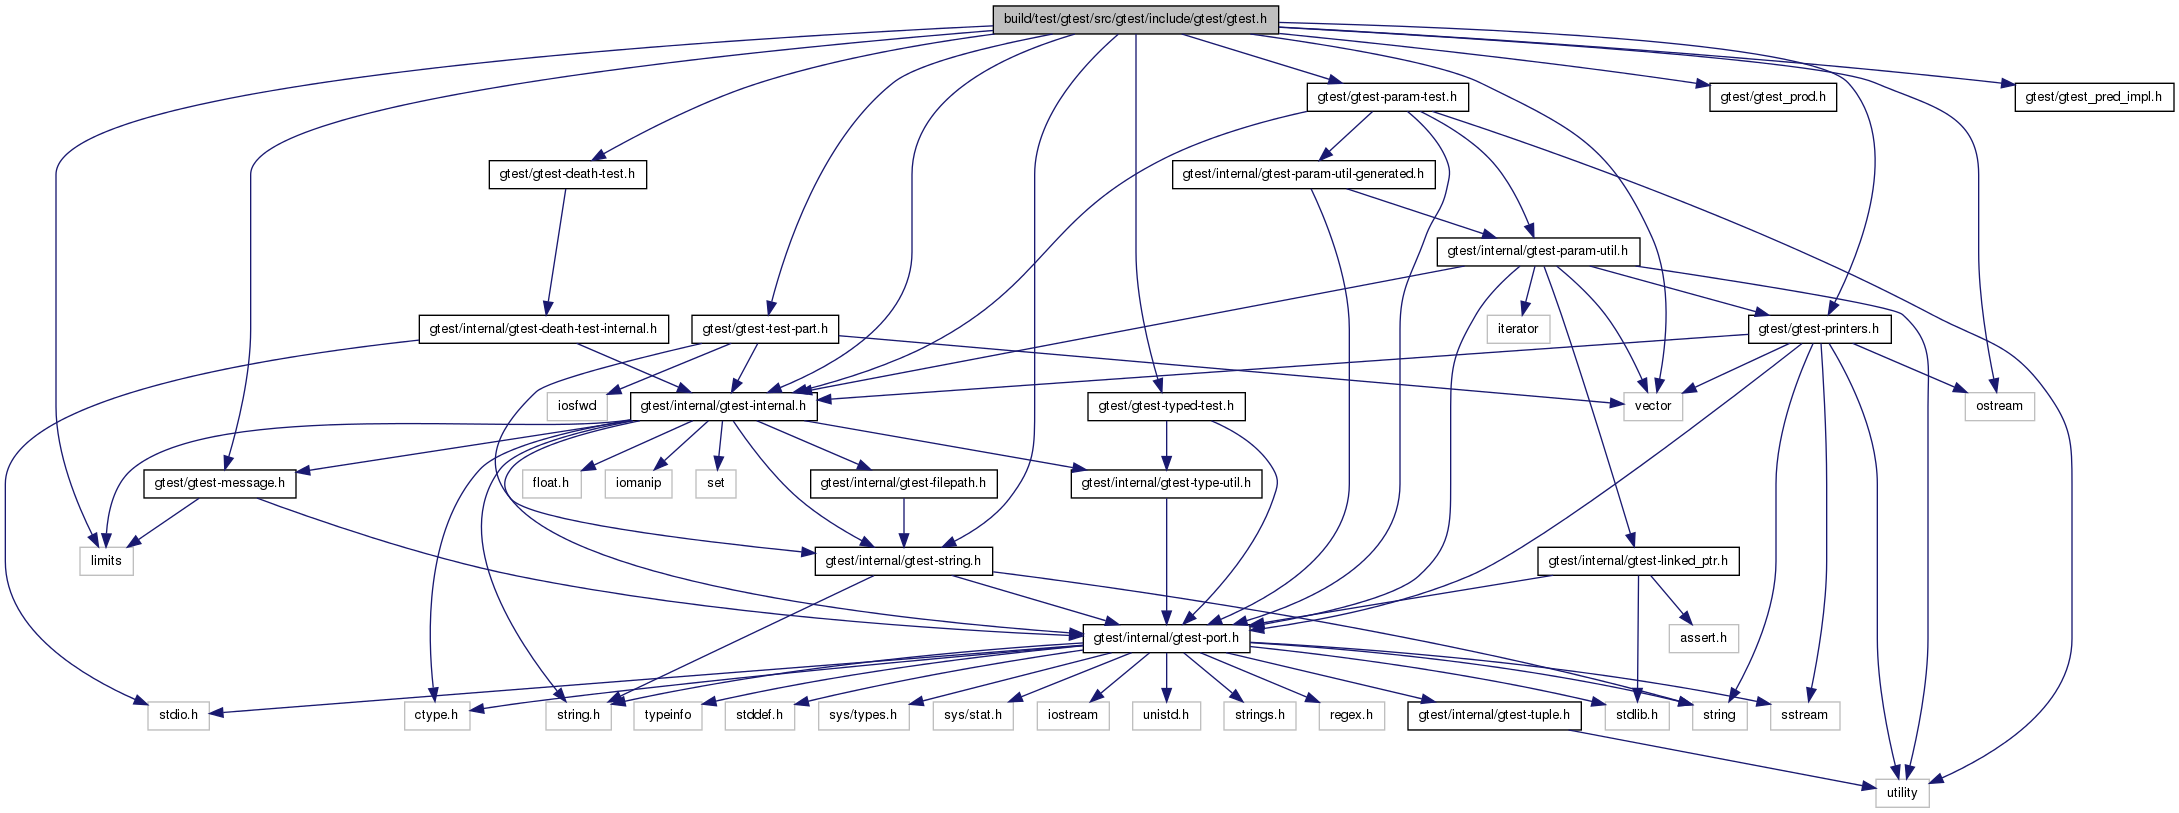 build/test/gtest/src/gtest/include/gtest/gtest.h
gtest/gtest-param-test.h
gtest/gtest_prod.h
gtest/gtest_pred_impl.h
gtest/gtest-death-test.h
gtest/internal/gtest-param-util-generated.h
gtest/internal/gtest-param-util.h
gtest/internal/gtest-death-test-internal.h
gtest/gtest-test-part.h
iterator
gtest/gtest-printers.h
iosfwd
gtest/internal/gtest-internal.h
gtest/gtest-typed-test.h
vector
ostream
gtest/gtest-message.h
float.h
iomanip
set
gtest/internal/gtest-filepath.h
gtest/internal/gtest-type-util.h
limits
gtest/internal/gtest-string.h
gtest/internal/gtest-linked_ptr.h
gtest/internal/gtest-port.h
assert.h
stdio.h
ctype.h
string.h
typeinfo
stddef.h
sys/types.h
sys/stat.h
iostream
unistd.h
strings.h
regex.h
gtest/internal/gtest-tuple.h
stdlib.h
string
sstream
utility